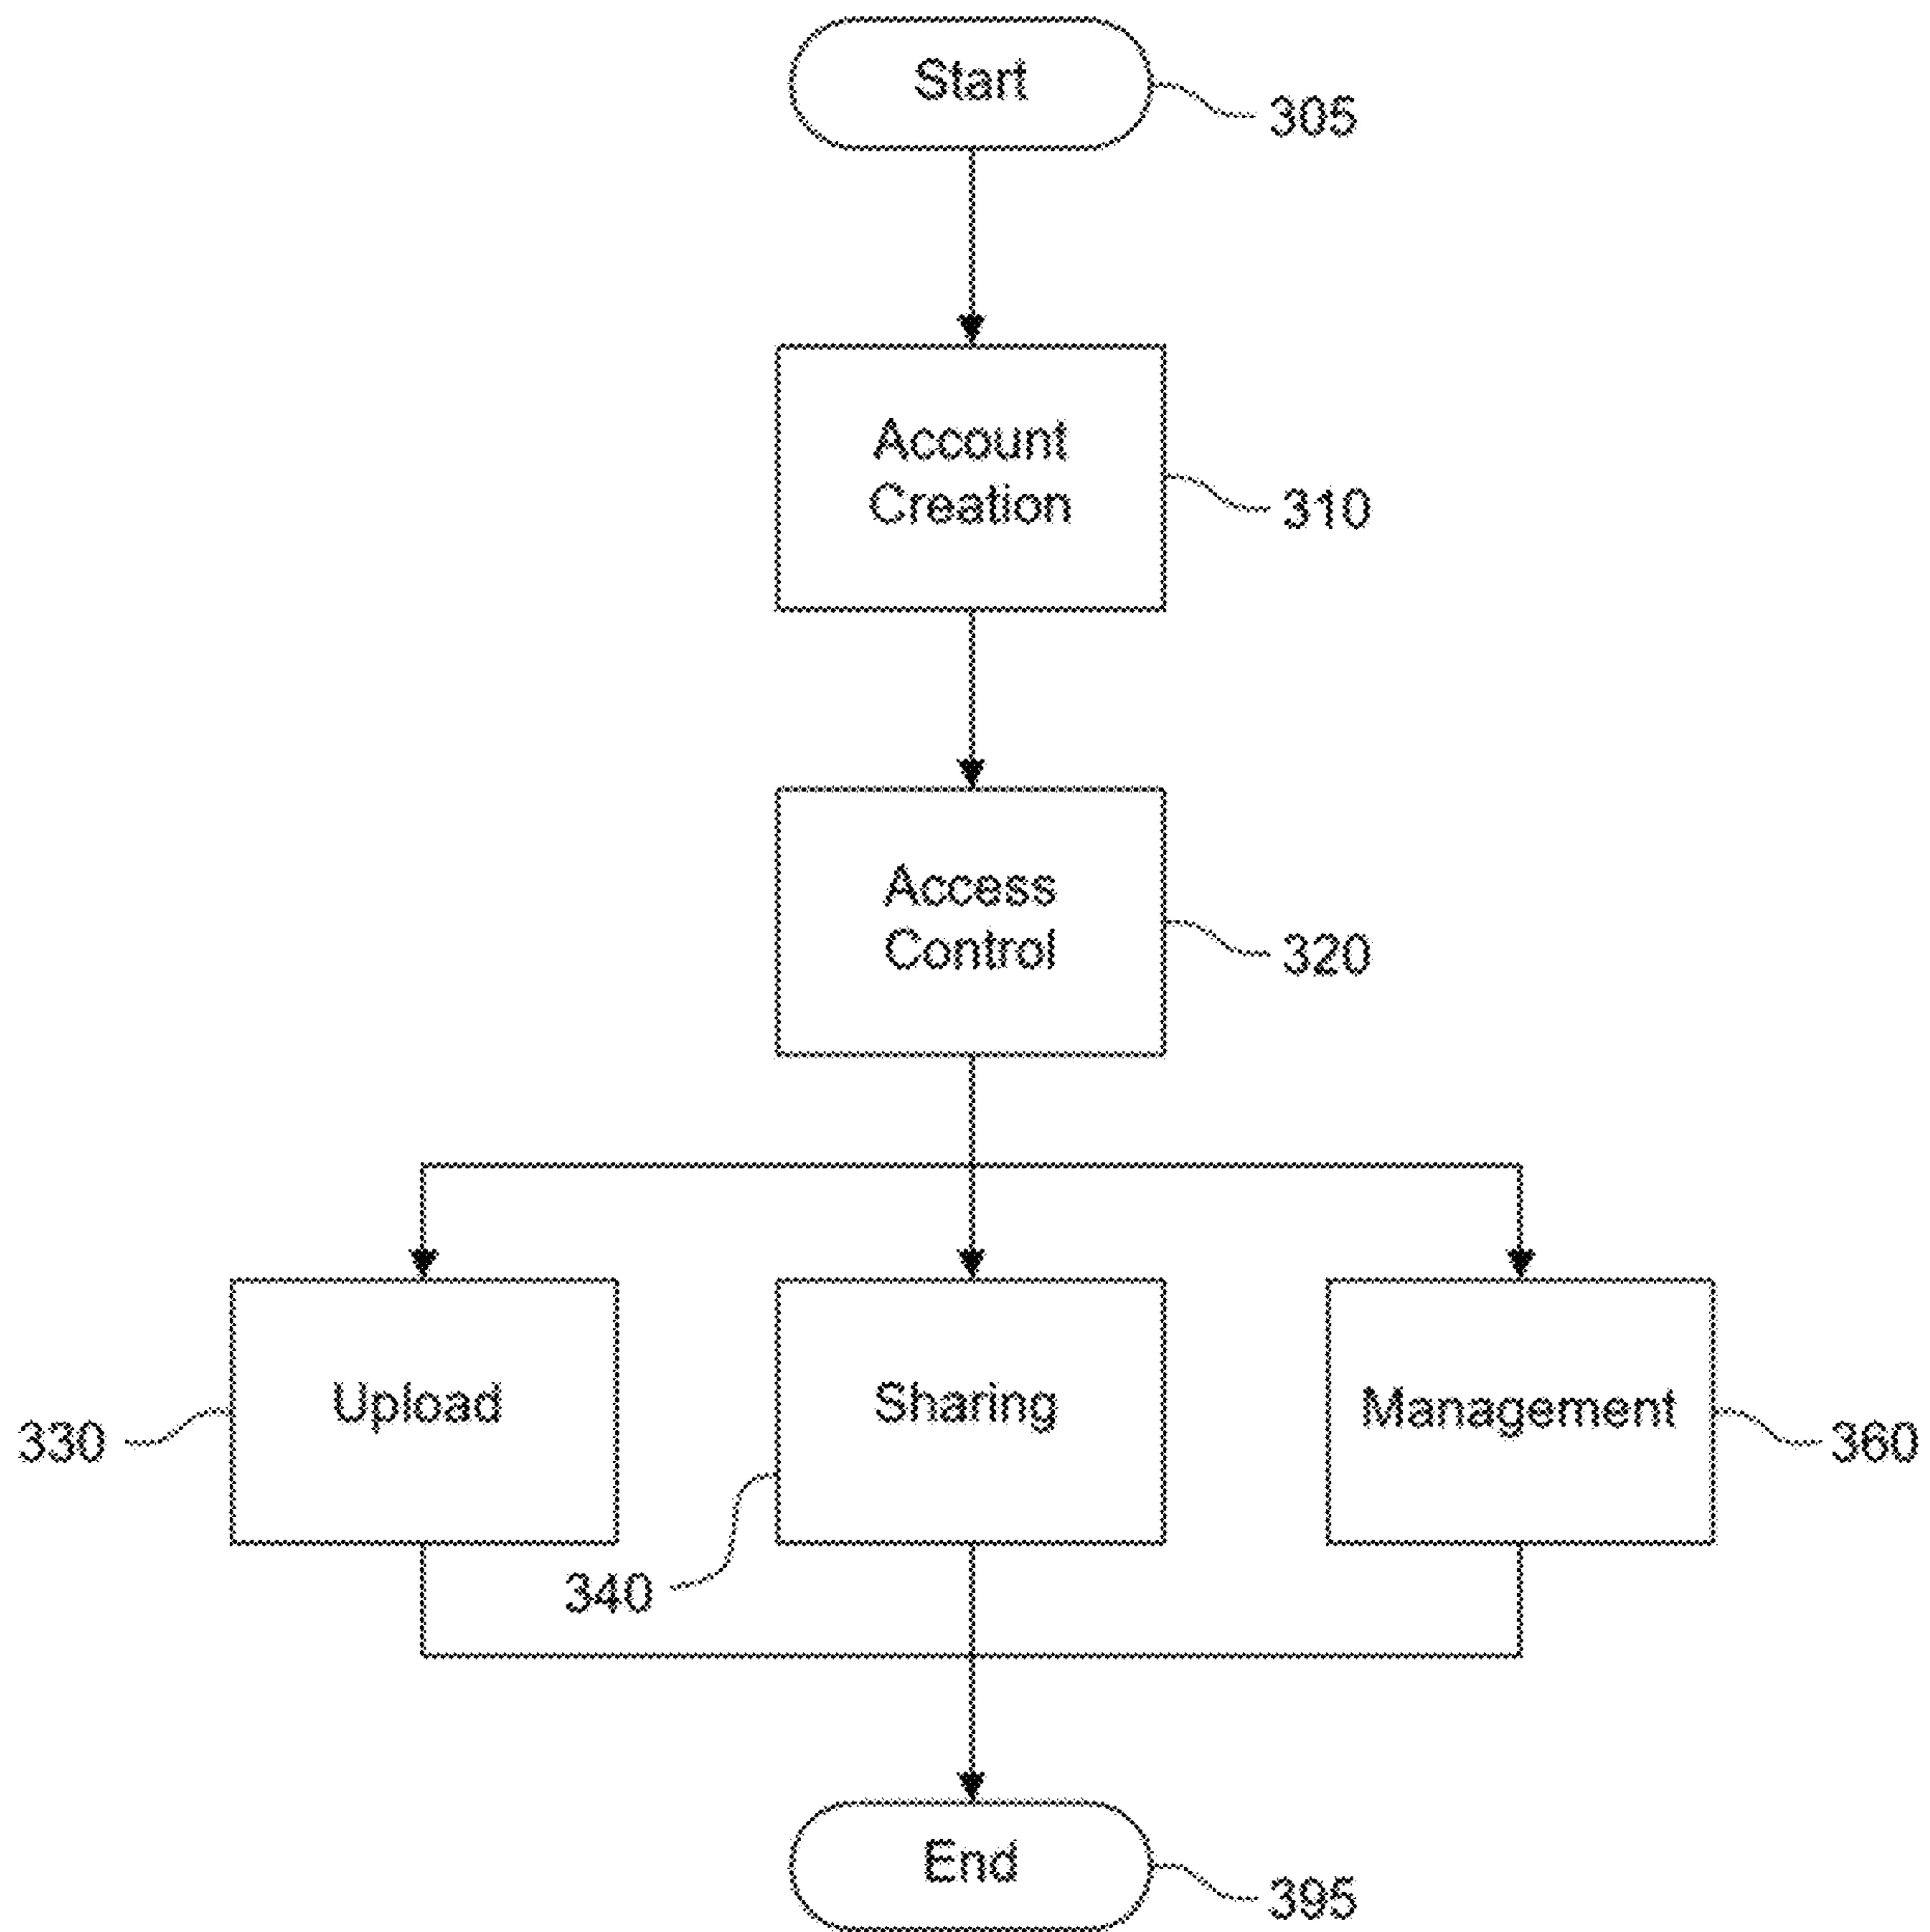 Start
305
Account
Creation
310
Access
Control
320
Upload
Sharing
Management
330
360
340
End
395